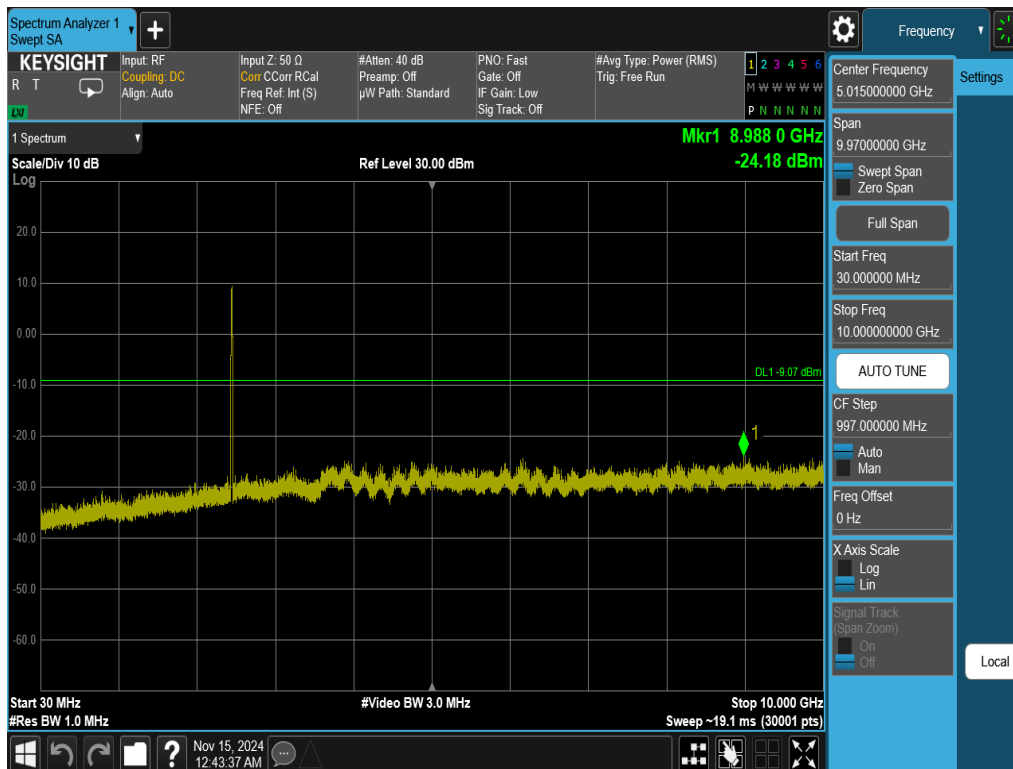 Spectrum Analyzer 1
Swept SA
KEYSIGHT
R T
LXI
Input: RF
Coupling: DC
Align: Auto
Input Z: 50 Ω
Corr CCorr RCal
Freq Ref: Int (S)
NFE: Off
#Atten: 40 dB
Preamp: Off
µW Path: Standard
PNO: Fast
Gate: Off
IF Gain: Low
Sig Track: Off
#Avg Type: Power (RMS)
Trig: Free Run
1 2 3 4 5 6
M W W W W W
P N N N N N
1 Spectrum
Scale/Div 10 dB
Log
Ref Level 30.00 dBm
Mkr1 8.988 0 GHz
-24.18 dBm
20.0
10.0
0.00
DL1 -9.07 dBm
-10.0
-20.0
1
-30.0
-40.0
-50.0
-60.0
Start 30 MHz
#Video BW 3.0 MHz
Stop 10.000 GHz
#Res BW 1.0 MHz
Sweep ~19.1 ms (30001 pts)
?
Nov 15, 2024
12:43:37 AM
Frequency
Settings
Center Frequency
5.015000000 GHz
Span
9.97000000 GHz
Swept Span
Zero Span
Full Span
Start Freq
30.000000 MHz
Stop Freq
10.000000000 GHz
AUTO TUNE
CF Step
997.000000 MHz
Auto
Man
Freq Offset
0 Hz
X Axis Scale
Log
Lin
Signal Track
(Span Zoom)
On
Off
Local